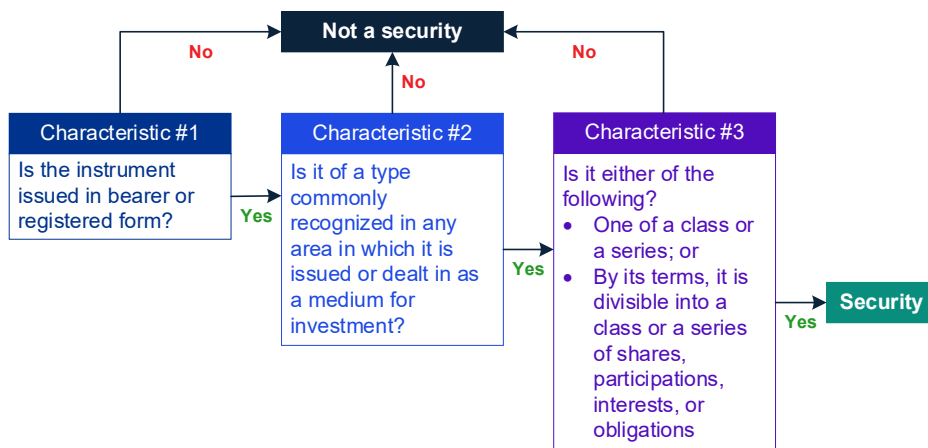 Not a security
No
No
No
Characteristic #1
Is the instrument
issued in bearer or
registered form?
Yes
Characteristic #2
Is it of a type
commonly
recognized in any
area in which it is
issued or dealt in as
a medium for
investment?
Yes
Characteristic #3
Is it either of the
following?
• One of a class or
a series; or
• By its terms, it is
divisible into a
class or a series
of shares,
participations,
interests, or
obligations
Yes
Security